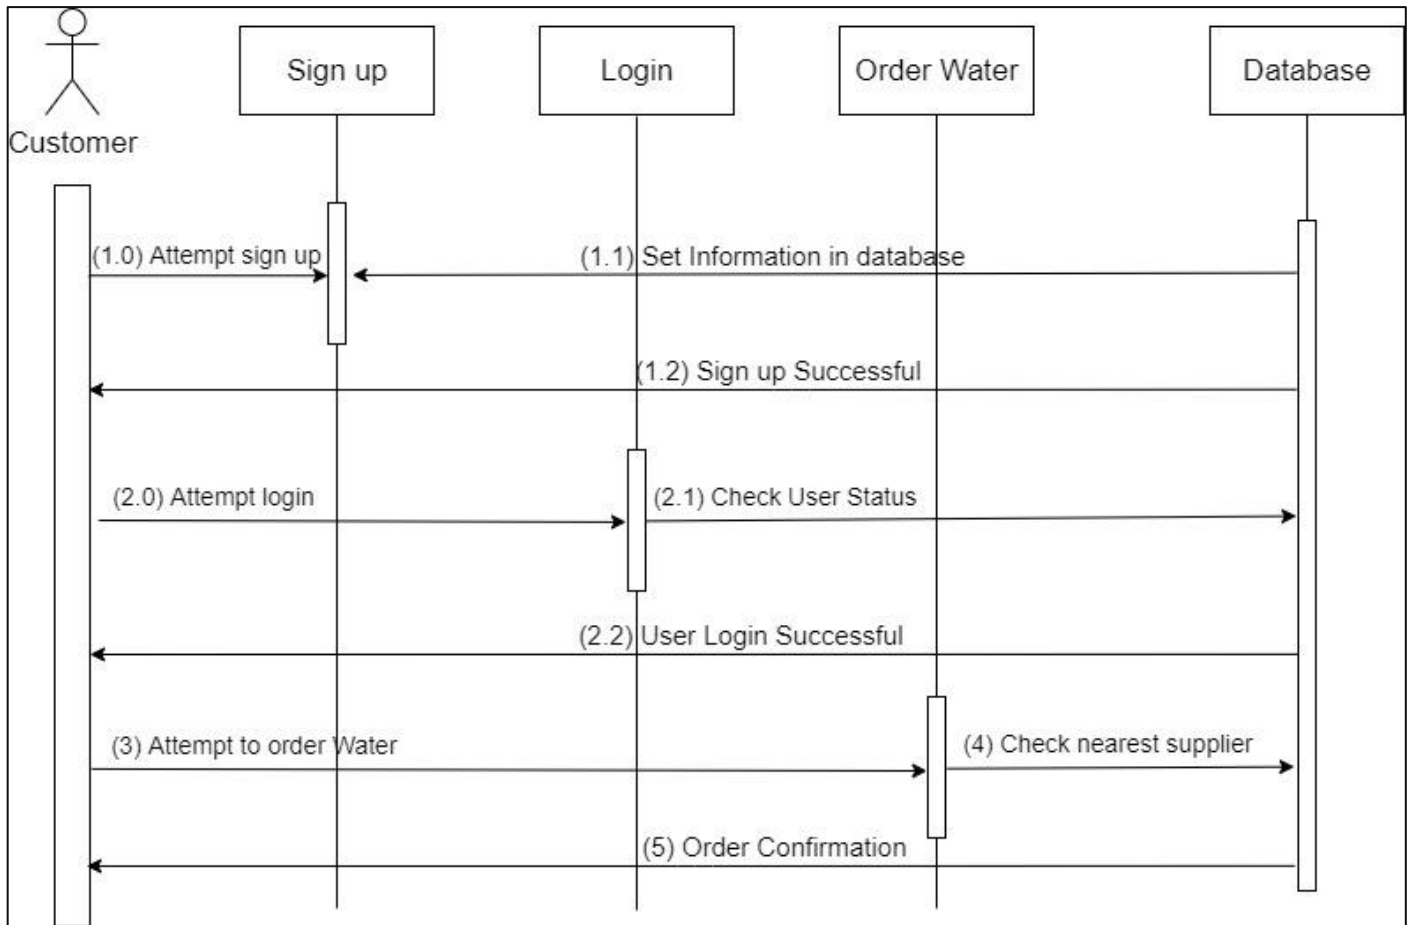 Sign up
Login
Order Water
Database
Customer
(1.0) Attempt sign up
(1.1) Set Information in database
(1.2) Sign up Successful
(2.0) Attempt login
(2.1) Check User Status
(2.2) User Login Successful
(3) Attempt to order Water
(4) Check nearest supplier
(5) Order Confirmation